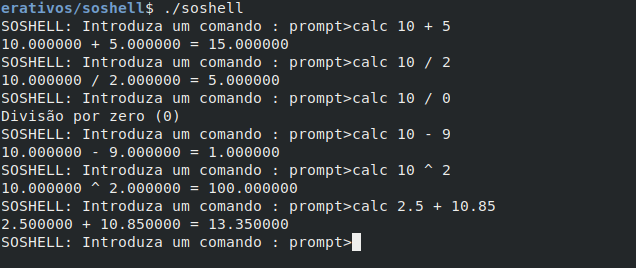 erativos/soshell$ ./soshell
SOSHELL: Introduza um comando : prompt>calc 10 + 5
10.000000 + 5.000000 = 15.000000
SOSHELL: Introduza um comando : prompt>calc 10 / 2
10.000000 / 2.000000 = 5.000000
SOSHELL: Introduza um comando : prompt>calc 10 / 0
Divisão por zero (0)
SOSHELL: Introduza um comando : prompt>calc 10 - 9
10.000000 - 9.000000 = 1.000000
SOSHELL: Introduza um comando : prompt>calc 10 ^ 2
10.000000 ^ 2.000000 = 100.000000
SOSHELL: Introduza um comando : prompt>calc 2.5 + 10.85
2.500000 + 10.850000 = 13.350000
SOSHELL: Introduza um comando : prompt>